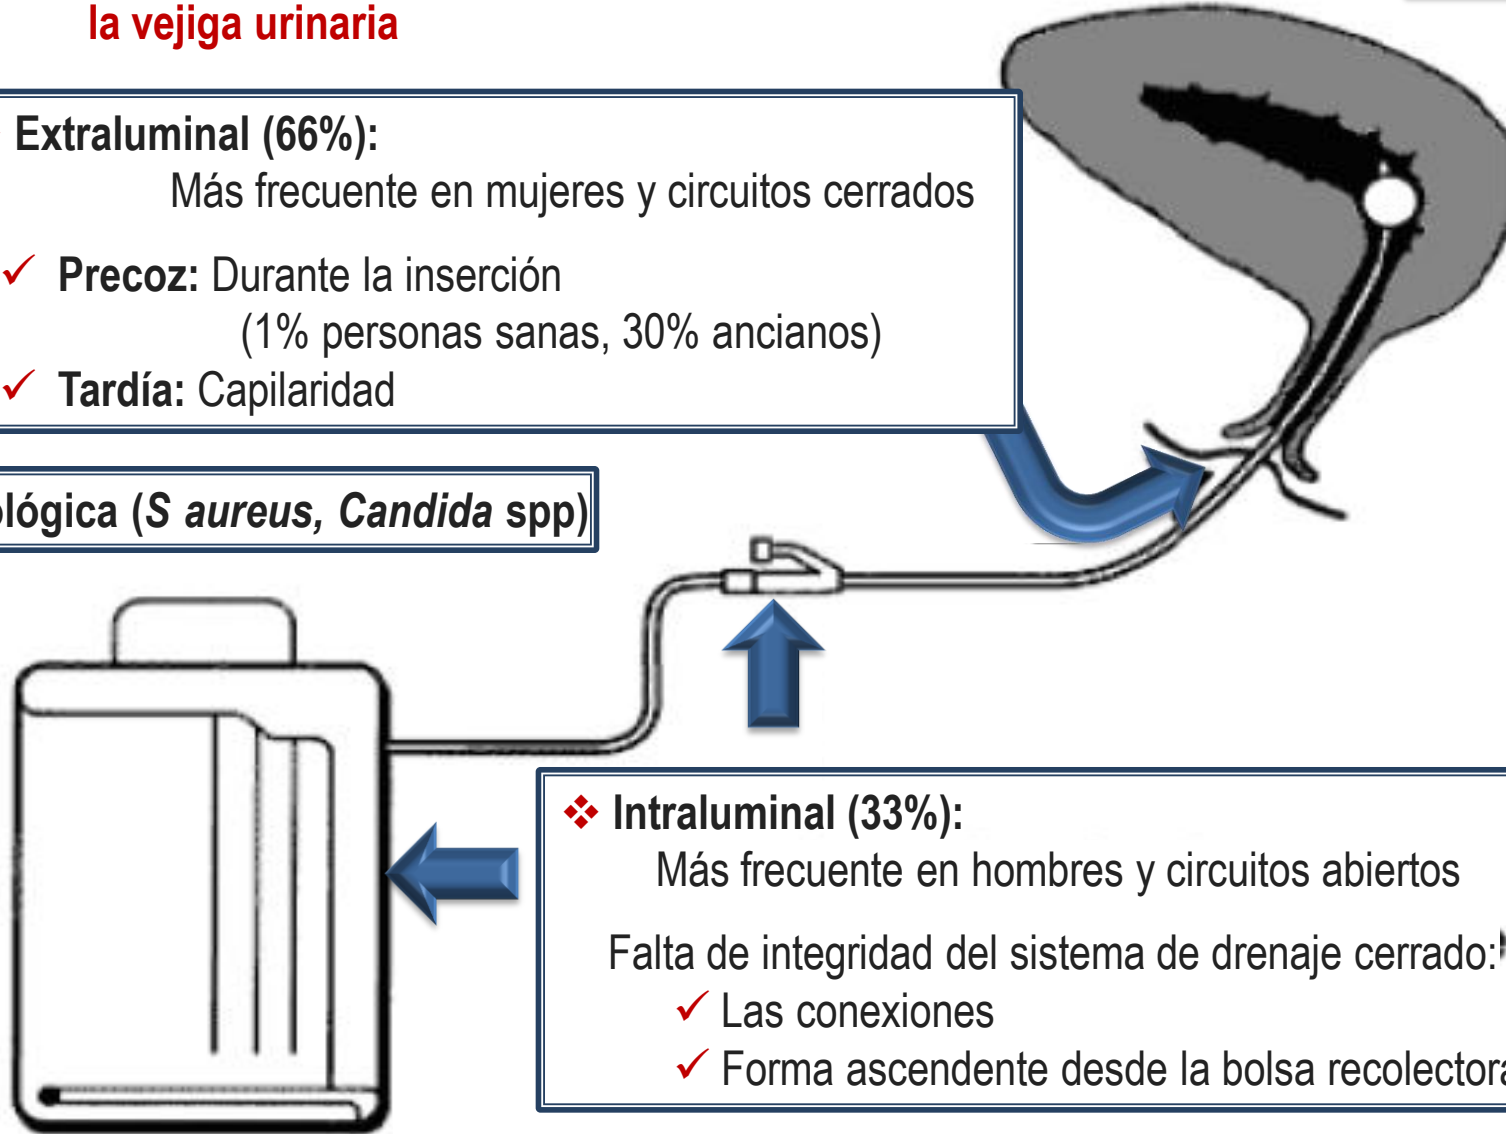 la vejiga urinaria
Extraluminal (66%):
Más frecuente en mujeres y circuitos cerrados
✓ Precoz: Durante la inserción
(1% personas sanas, 30% ancianos)
✓ Tardía: Capilaridad
(S aureus, Candida spp)
❖ Intraluminal (33%):
Más frecuente en hombres y circuitos abiertos
Falta de integridad del sistema de drenaje cerrado:
✓ Las conexiones
✓ Forma ascendente desde la bolsa recolectora